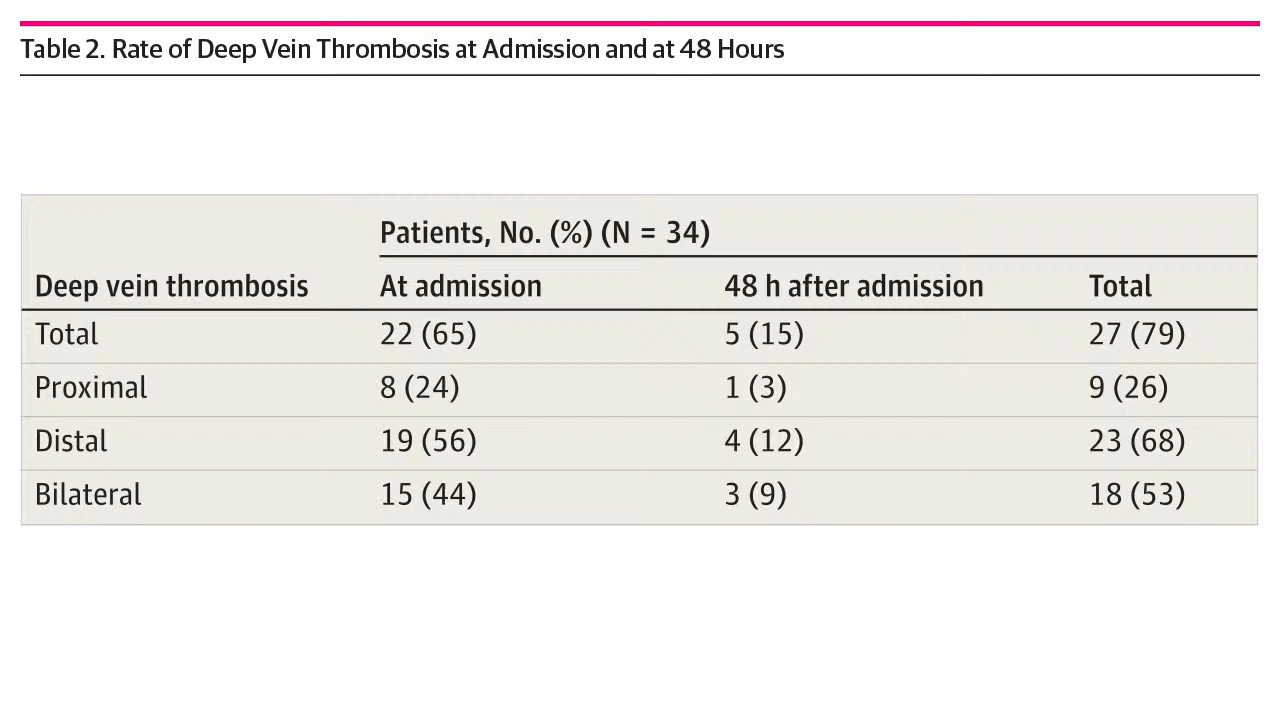 Table 2. Rate of Deep Vein Thrombosis at Admission and at 48 Hours
Patients, No. (%) (N = 34)
Deep vein thrombosis At admission 48 h after admission Total
Total 22 (65) 5 (15) 27 (79)
Proximal 8 (24) 1 (3) 9 (26)
Distal 19 (56) 4 (12) 23 (68)
Bilateral 15 (44) 3 (9) 18 (53)